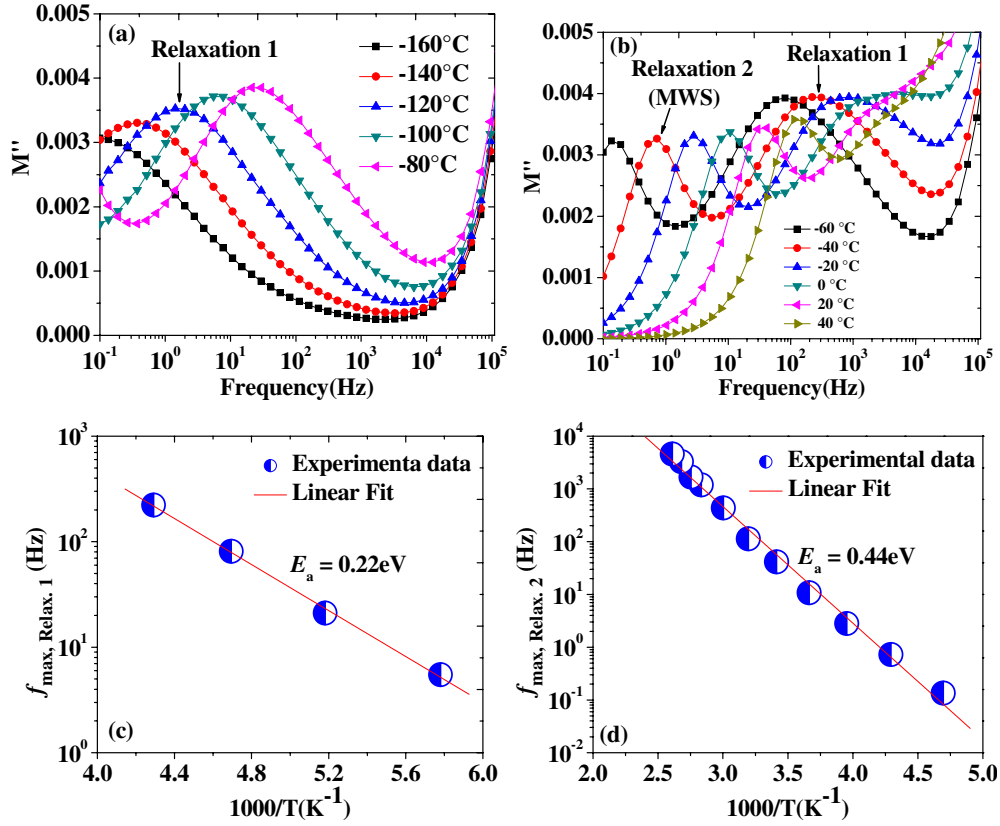 (a)
Relaxation 1
-160°C
-140°C
-120°C
-100°C
-80°C
0.005
0.004
0.003
0.002
0.001
0.000
M''
10⁻¹ 10⁰ 10¹ 10² 10³ 10⁴ 10⁵
Frequency(Hz)
(b)
Relaxation 2
(MWS)
Relaxation 1
-60 °C
-40 °C
-20 °C
0 °C
20 °C
40 °C
0.005
0.004
0.003
0.002
0.001
0.000
M''
10⁻¹ 10⁰ 10¹ 10² 10³ 10⁴ 10⁵
Frequency(Hz)
10³
10²
10¹
10⁰
f max, Relax. 1 (Hz)
Experimenta data
Linear Fit
Eₐ = 0.22eV
(c)
4.0 4.4 4.8 5.2 5.6 6.0
1000/T(K⁻¹)
10⁴
10³
10²
10¹
10⁰
10⁻¹
10⁻²
f max, Relax. 2 (Hz)
Experimental data
Linear Fit
Eₐ = 0.44eV
(d)
2.0 2.5 3.0 3.5 4.0 4.5 5.0
1000/T(K⁻¹)